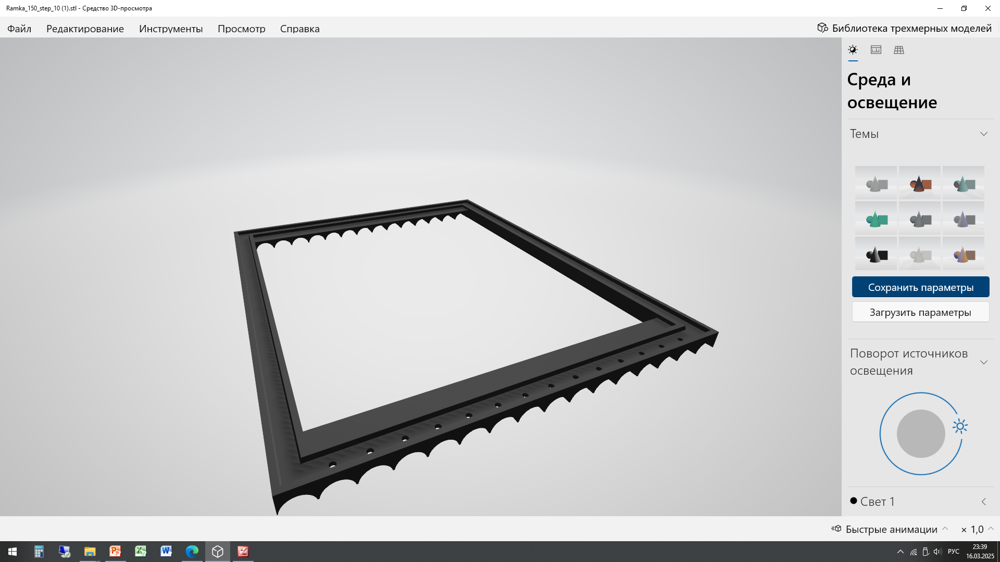 Ramka_150_step_10 (1).stl - Средство 3D-просмотра
Файл Редактирование Инструменты Просмотр Справка
Библиотека трехмерных моделей
Среда и
освещение
Темы
Сохранить параметры
Загрузить параметры
Поворот источников
освещения
Свет 1
Быстрые анимации × 1,0
РУС
23:39
16.03.2025